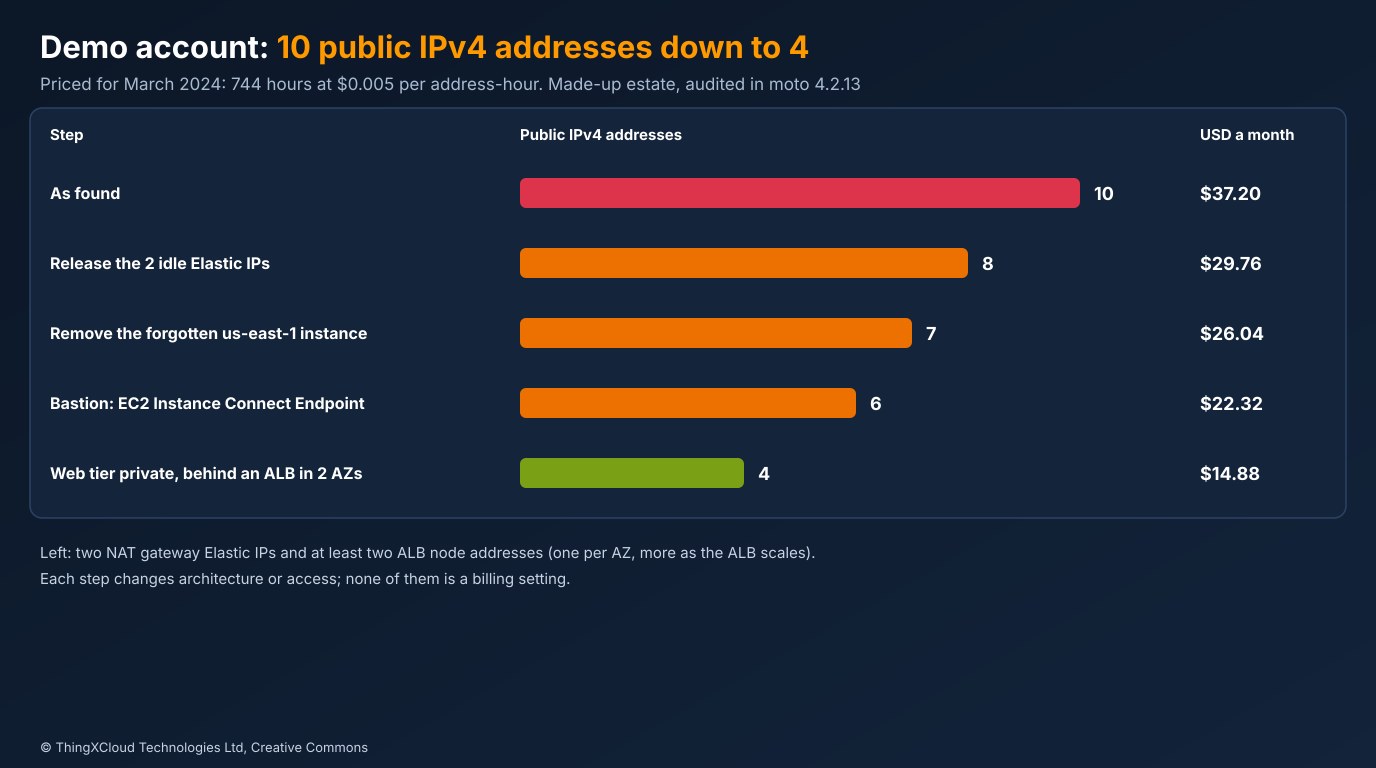 Demo account: 10 public IPv4 addresses down to 4
Priced for March 2024: 744 hours at $0.005 per address-hour. Made-up estate, audited in moto 4.2.13
Step Public IPv4 addresses USD a month
As found 10 $37.20
Release the 2 idle Elastic IPs 8 $29.76
Remove the forgotten us-east-1 instance 7 $26.04
Bastion: EC2 Instance Connect Endpoint 6 $22.32
Web tier private, behind an ALB in 2 AZs 4 $14.88
Left: two NAT gateway Elastic IPs and at least two ALB node addresses (one per AZ, more as the ALB scales).
Each step changes architecture or access; none of them is a billing setting.
© ThingXCloud Technologies Ltd, Creative Commons